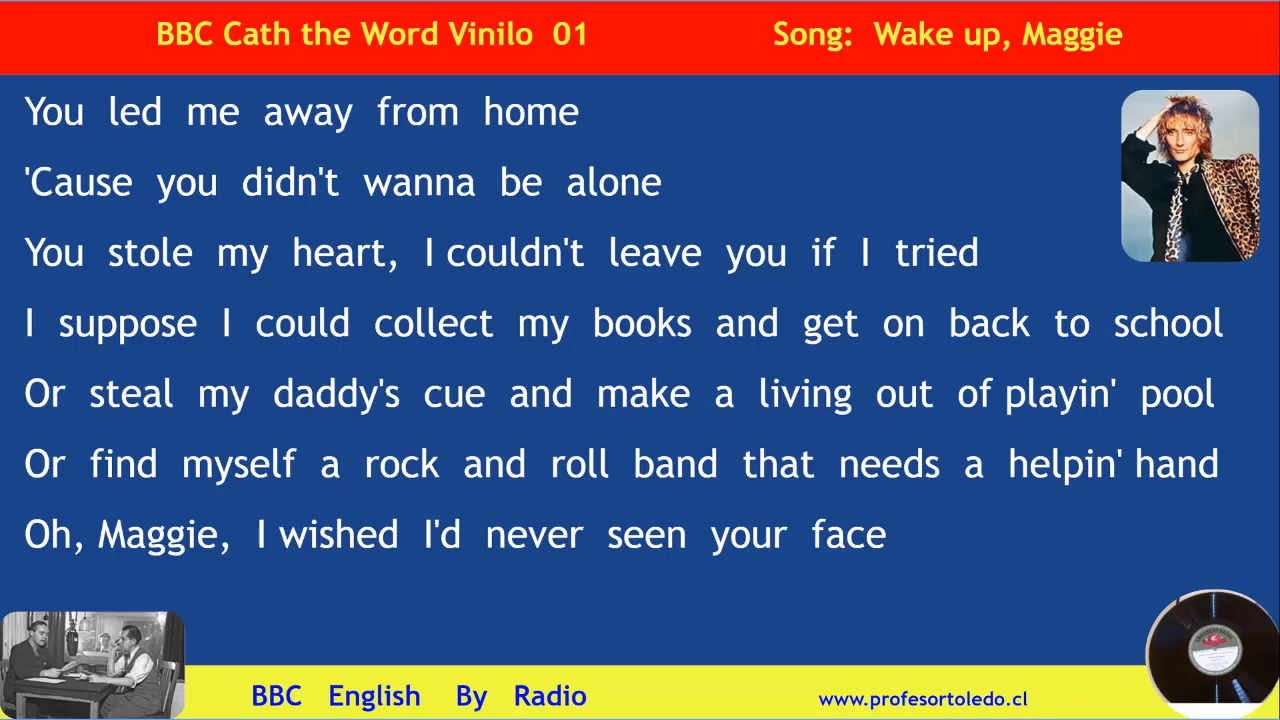 BBC Cath the Word Vinilo 01 Song: Wake up, Maggie
You led me away from home
'Cause you didn't wanna be alone
You stole my heart, I couldn't leave you if I tried
I suppose I could collect my books and get on back to school
Or steal my daddy's cue and make a living out of playin' pool
Or find myself a rock and roll band that needs a helpin' hand
Oh, Maggie, I wished I'd never seen your face
BBC English By Radio www.profesortoledo.cl